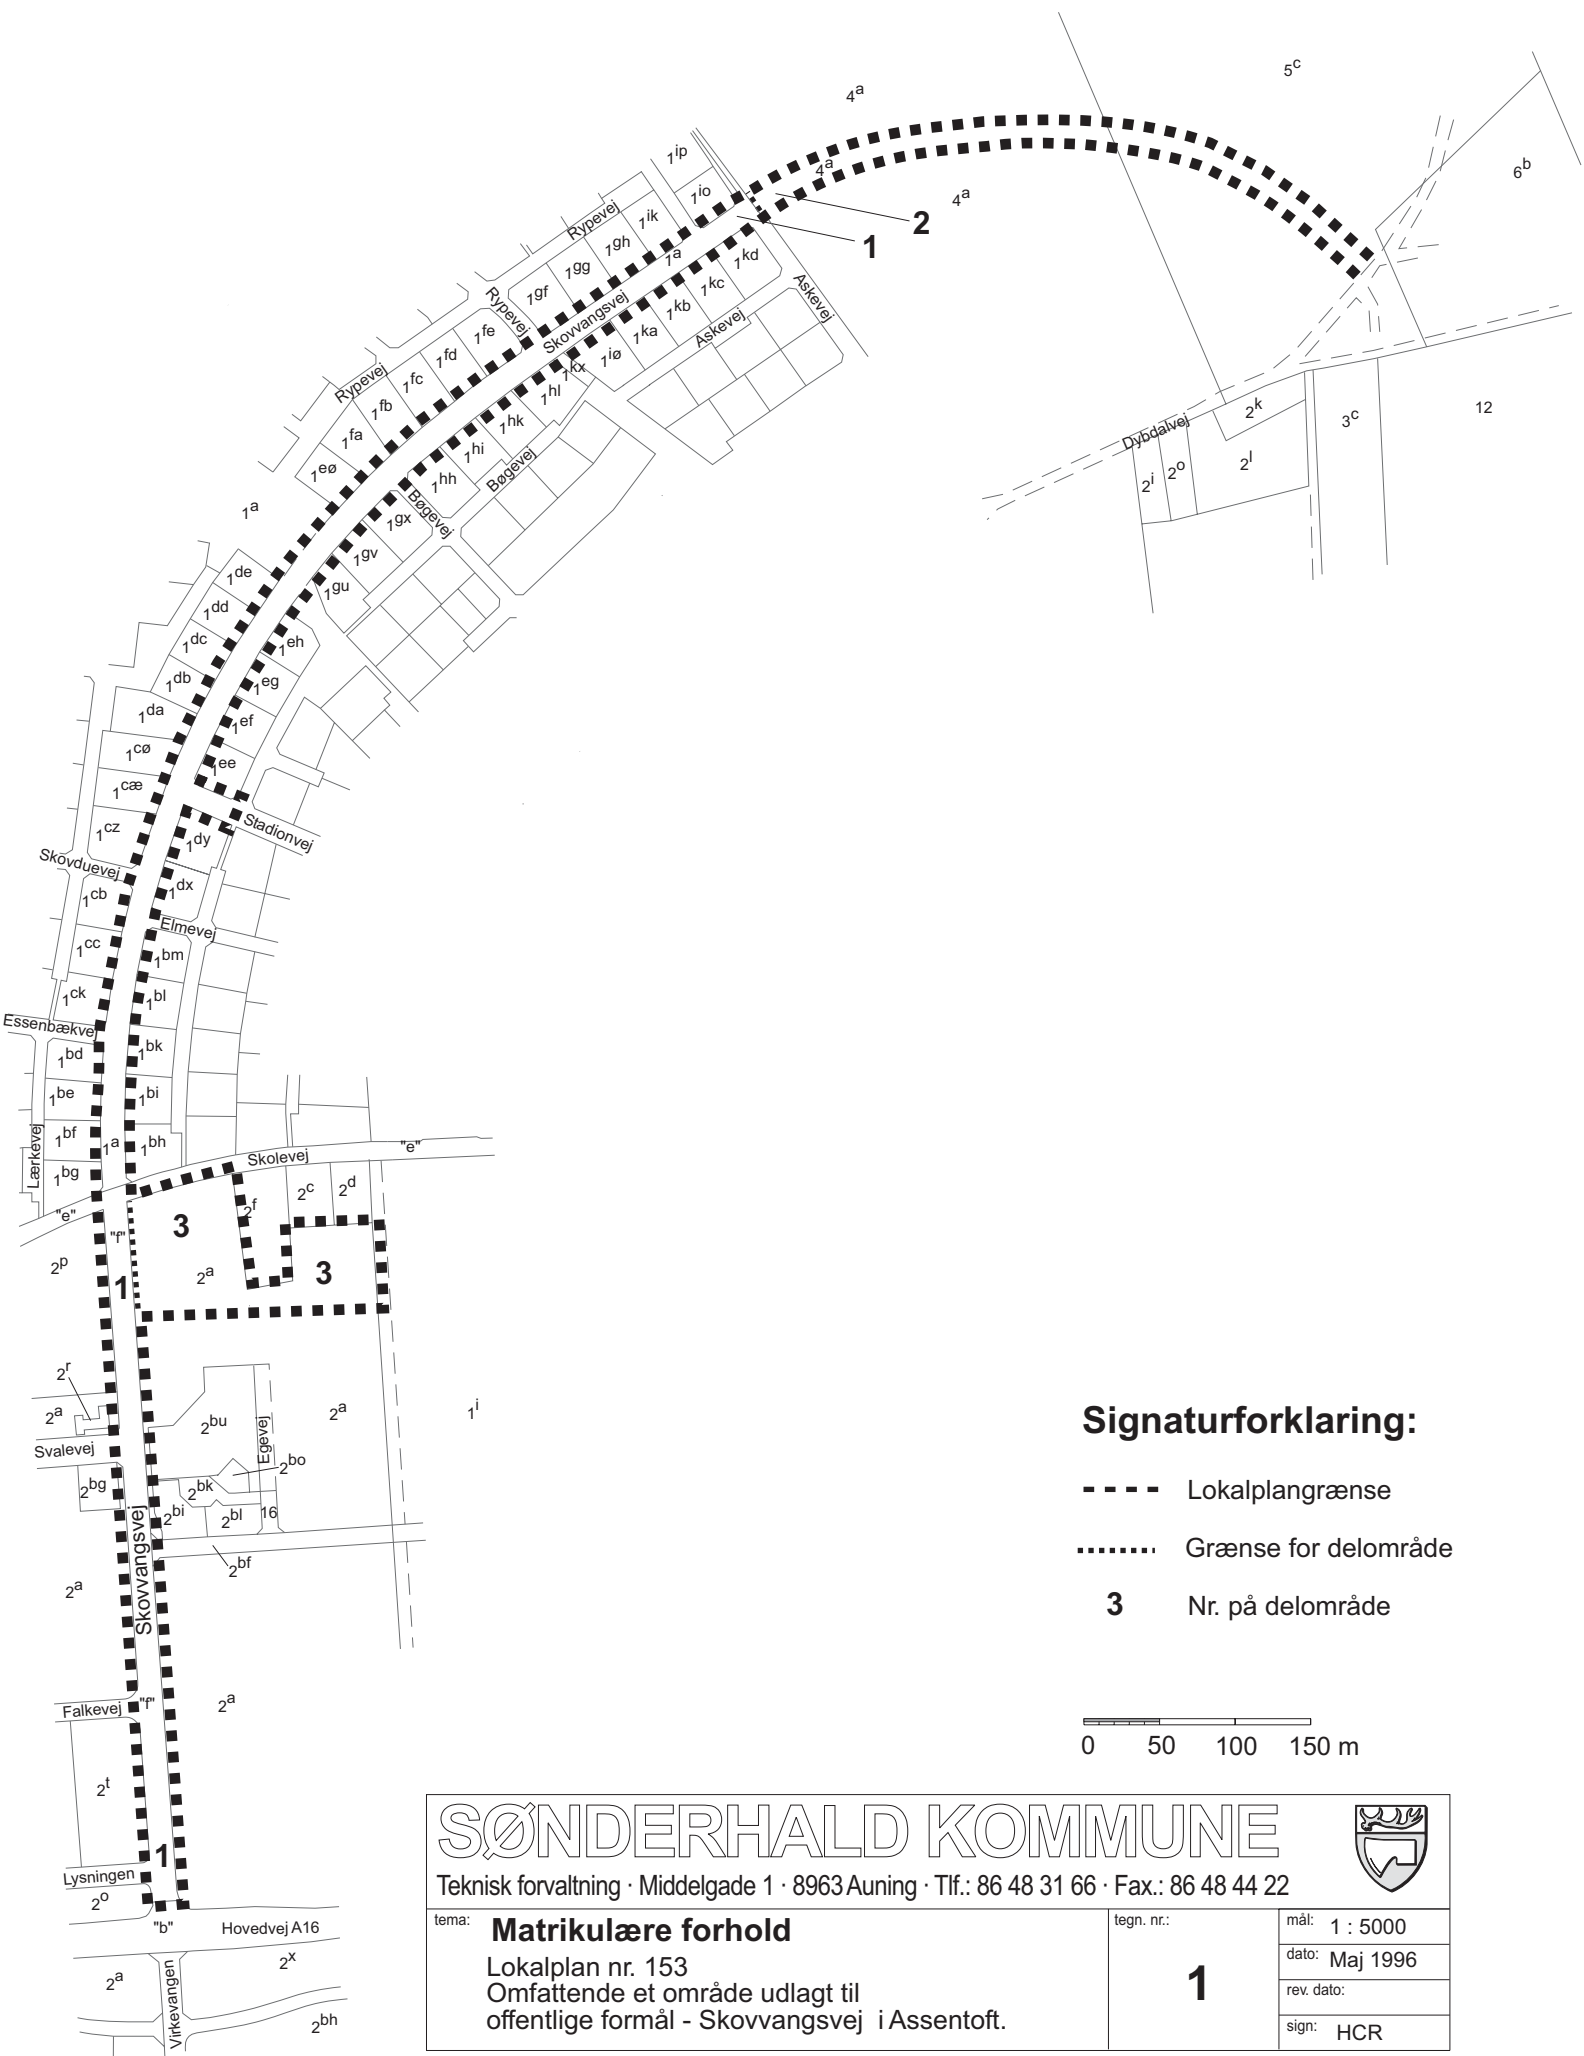 5c
4a
6b
1ip
4a
1io
4a
2
Rypevej
1ik
1
1gh
1a
1kd
1gg
1gf
1kc
Askevej
Rypevej
Skovvangsvej
1kb
1fe
1ka
Askevej
1fd
1iø
1kx
Rypevej
1fc
1hl
1fb
1hk
2k
12
1fa
1hi
3c
Dybdalvej
1eø
1hh
Bøgevej
2i
2o
2l
1a
1gx
Bøgevej
1gv
1de
1gu
1dd
1dc
1eh
1db
1eg
1da
1ef
1cø
1ee
1cæ
1cz
Stadionvej
1dy
Skovduevej
1cb
1dx
Elmevej
1cc
1bm
1ck
1bl
Essenbækvej
1bd
1bk
1be
1bi
Lærkevej
1bf
1a
1bh
"e"
Skolevej
1bg
2c
2d
"e"
2f
3
"f"
2p
1
2a
3
2r
2a
2bu
2a
1i
Egevej
Svalevej
2bo
2bg
2bk
2bi
2bl
16
Skovvangsvej
2bf
2a
2a
Falkevej
"f"
2t
1
Lysningen
2o
"b"
Hovedvej A16
2a
Virkevangen
2x
2bh
Signaturforklaring:
Lokalplangrænse
Grænse for delområde
3 Nr. på delområde
0 50 100 150 m
SØNDERHALD KOMMUNE
Teknisk forvaltning · Middelgade 1 · 8963 Auning · Tlf.: 86 48 31 66 · Fax.: 86 48 44 22
tema: Matrikulære forhold
Lokalplan nr. 153
Omfattende et område udlagt til
offentlige formål - Skovvangsvej i Assentoft.
tegn. nr.:
1
mål: 1 : 5000
dato: Maj 1996
rev. dato:
sign: HCR